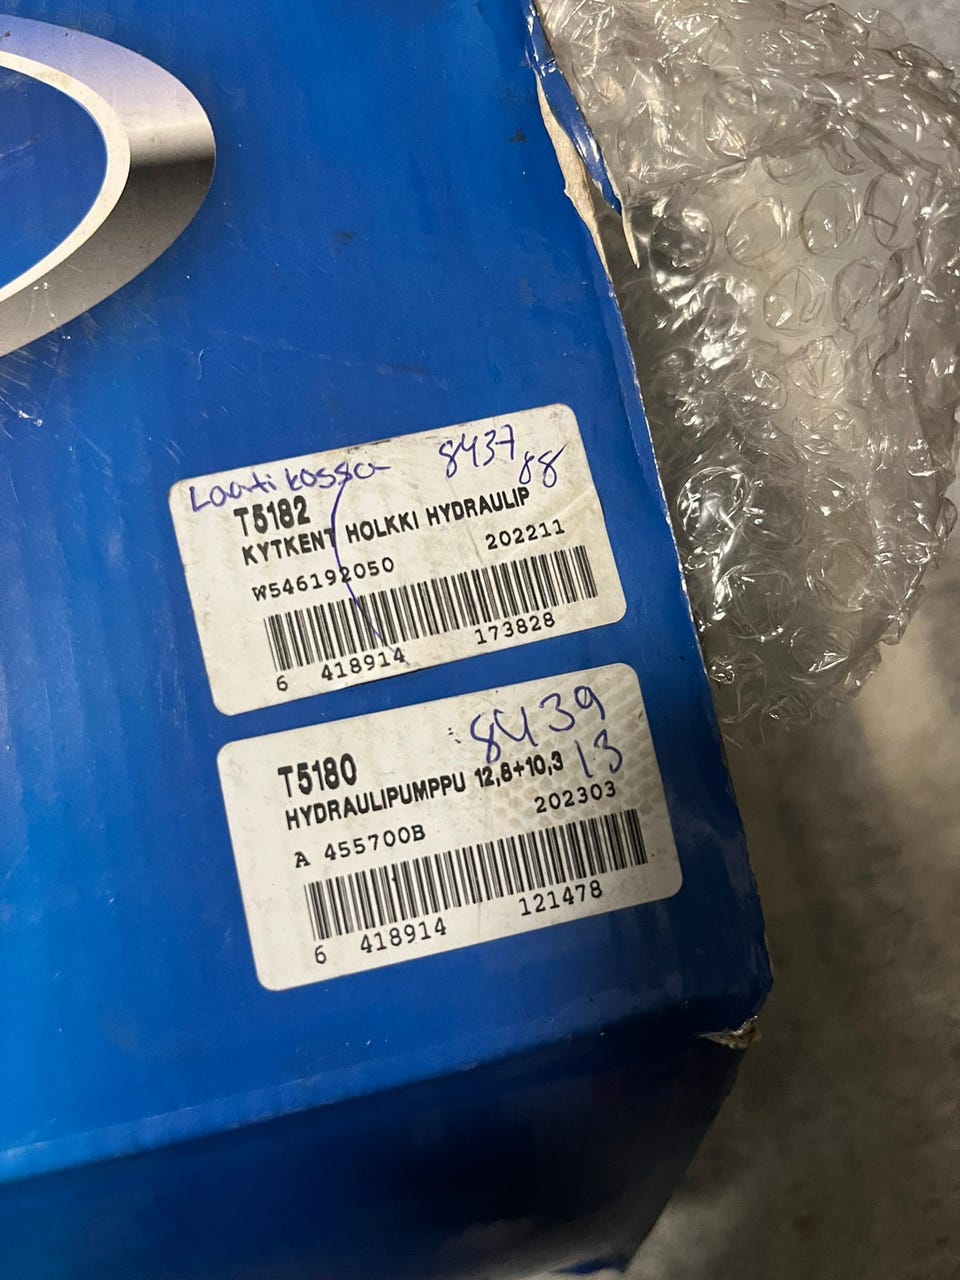 Laatikossa 8437
88
T5182
KYTKENT HOLKKI HYDRAULIP
W546192050 202211
6 418914 173828
8439
13
T5180
HYDRAULIPUMPPU 12,8+10,3
A 455700B 202303
6 418914 121478